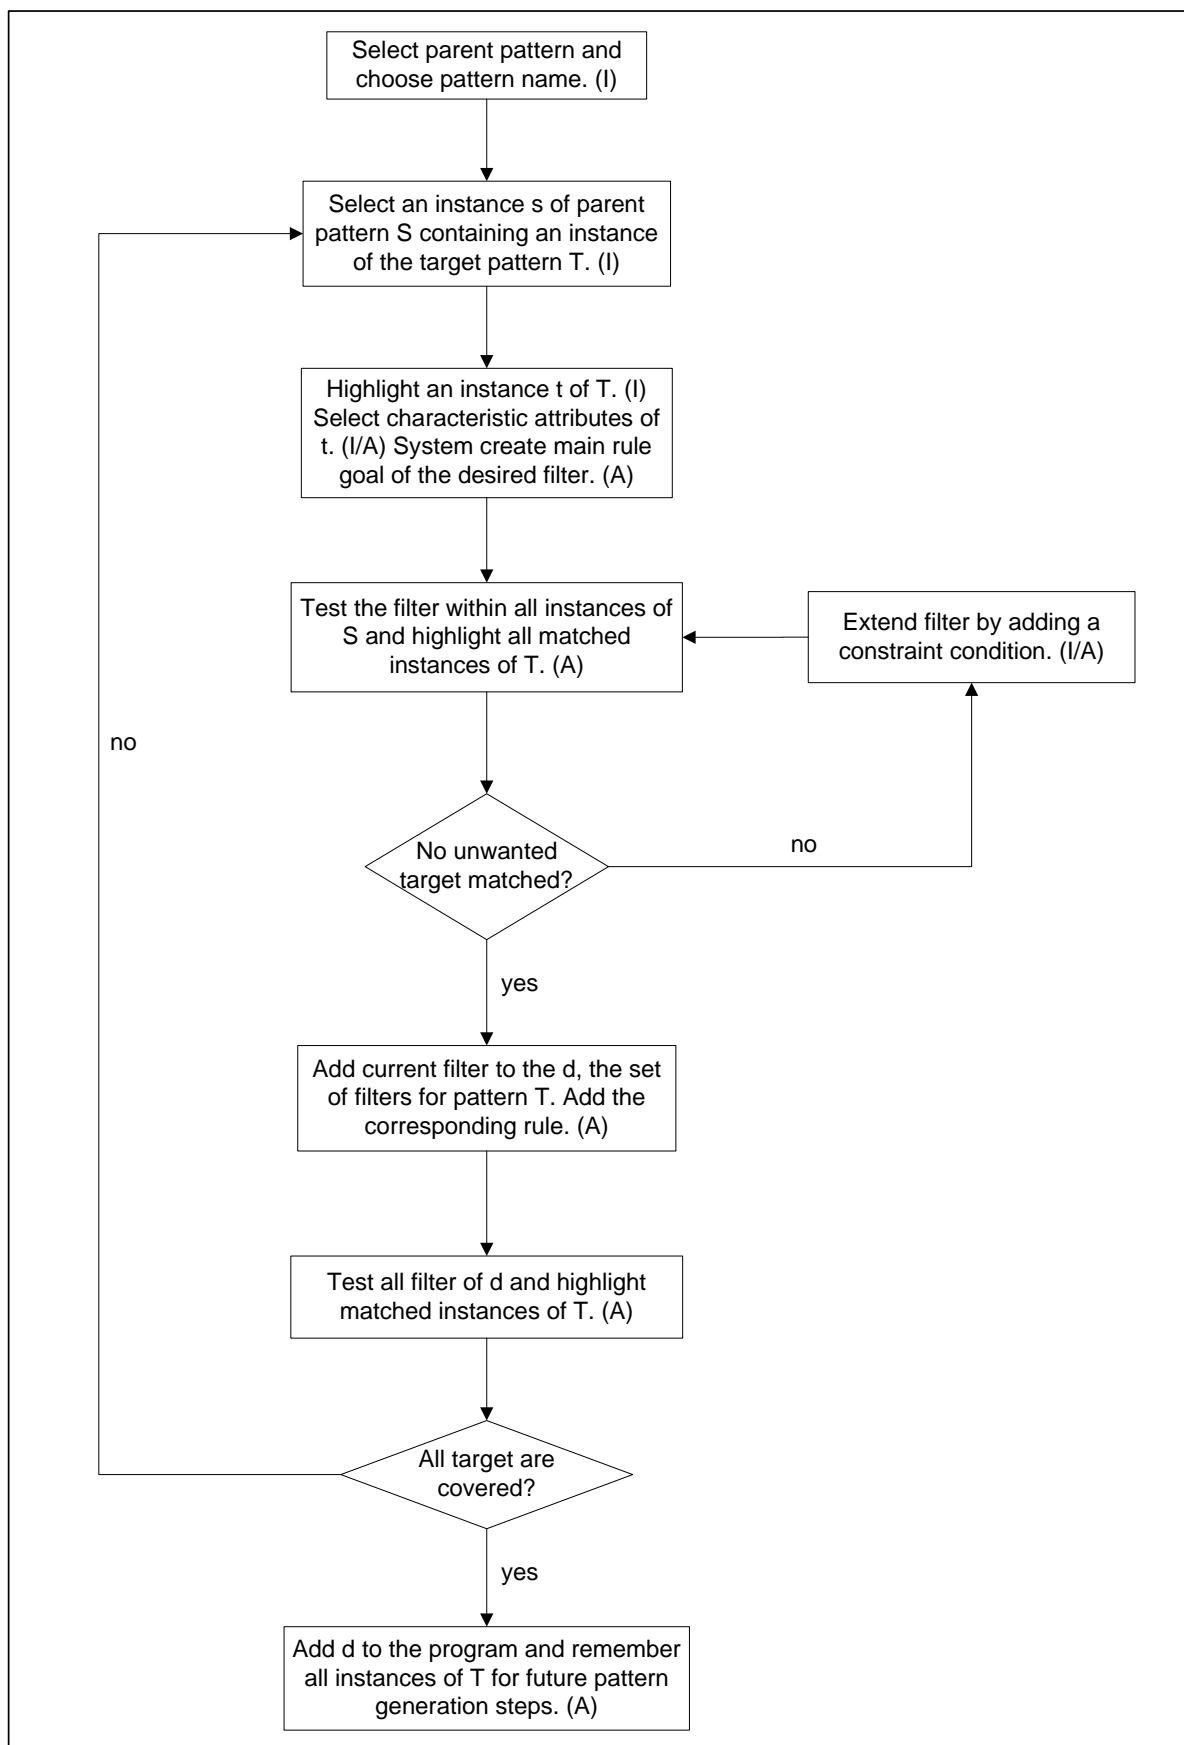 Select parent pattern and
choose pattern name. (I)
Select an instance s of parent
pattern S containing an instance
of the target pattern T. (I)
Highlight an instance t of T. (I)
Select characteristic attributes of
t. (I/A) System create main rule
goal of the desired filter. (A)
Test the filter within all instances of
S and highlight all matched
instances of T. (A)
Extend filter by adding a
constraint condition. (I/A)
no
No unwanted
target matched?
no
yes
Add current filter to the d, the set
of filters for pattern T. Add the
corresponding rule. (A)
Test all filter of d and highlight
matched instances of T. (A)
All target are
covered?
yes
Add d to the program and remember
all instances of T for future pattern
generation steps. (A)